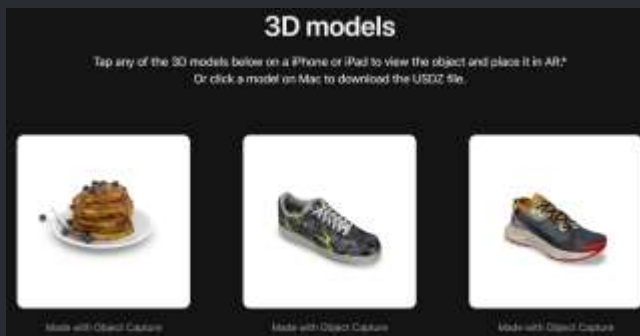 3D models
Tap any of the 3D models below on a iPhone or iPad to view the object and place it in AR.*
Or click a model on Mac to download the USDZ file.
Made with Object Capture
Made with Object Capture
Made with Object Capture